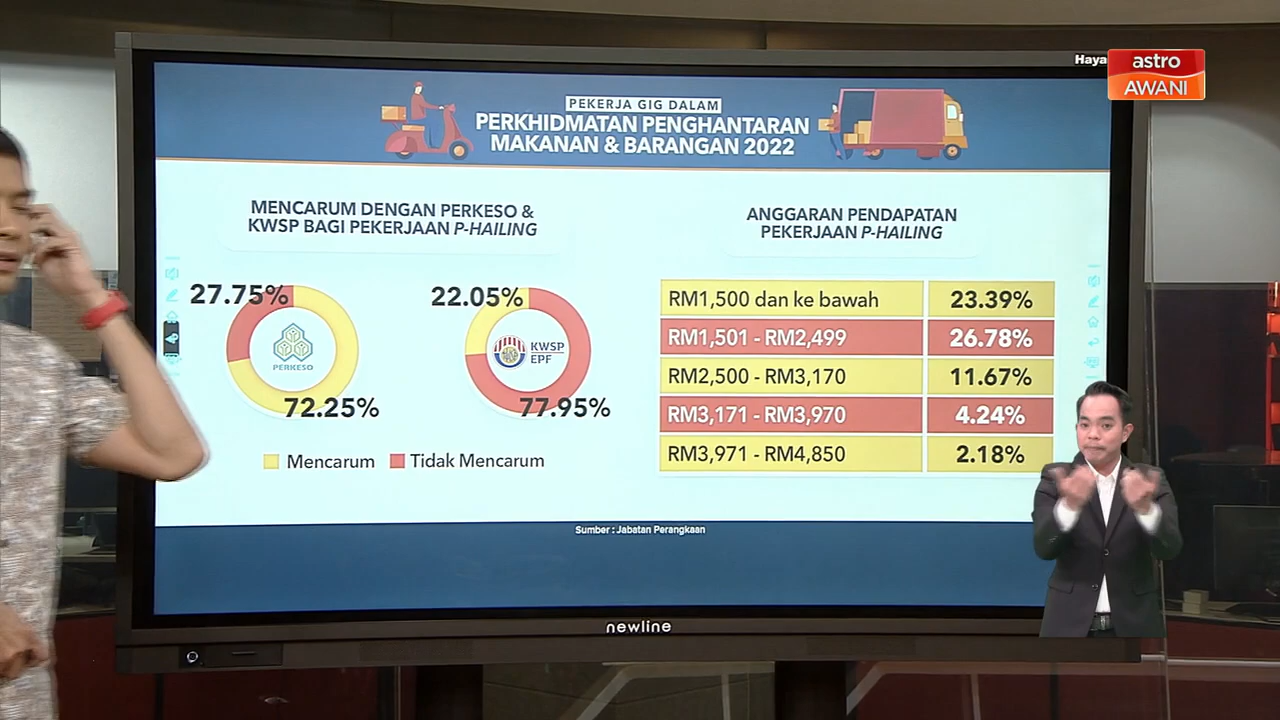 Haya
astro
AWANI
PEKERJA GIG DALAM
PERKHIDMATAN PENGHANTARAN
MAKANAN & BARANGAN 2022
MENCARUM DENGAN PERKESO &
KWSP BAGI PEKERJAAN P-HAILING
27.75%
PERKESO
72.25%
22.05%
KWSP
EPF
77.95%
Mencarum
Tidak Mencarum
ANGGARAN PENDAPATAN
PEKERJAAN P-HAILING
RM1,500 dan ke bawah 23.39%
RM1,501 - RM2,499 26.78%
RM2,500 - RM3,170 11.67%
RM3,171 - RM3,970 4.24%
RM3,971 - RM4,850 2.18%
Sumber : Jabatan Perangkaan
newline